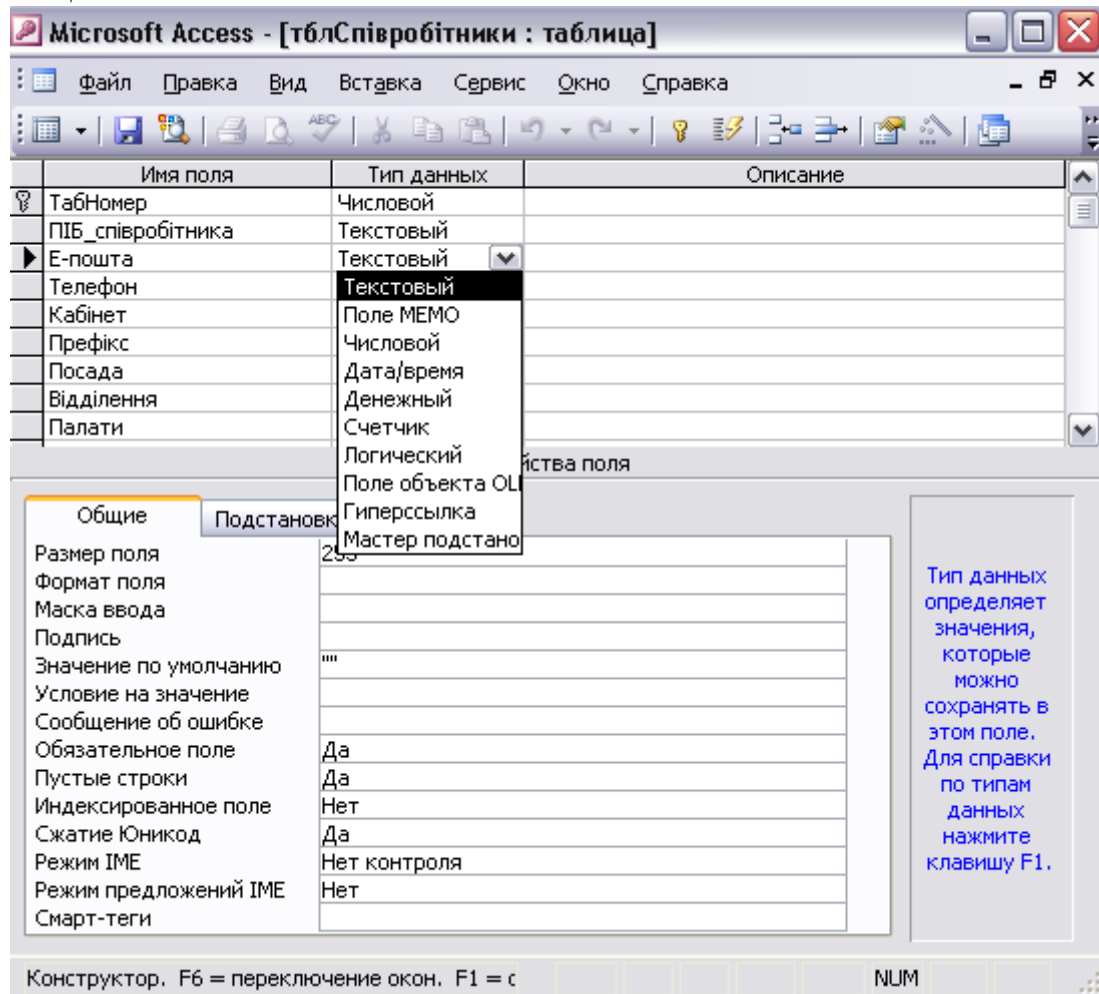 Microsoft Access - [тблСпівробітники : таблица]
Файл Правка Вид Вставка Сервис Окно Справка
ABC
Имя поля Тип данных Описание
ТабНомер Числовой
ПІБ_співробітника Текстовый
Е-пошта Текстовый
Телефон Текстовый
Кабінет Поле МЕМО
Префікс Числовой
Посада Дата/время
Відділення Денежный
Палати Счетчик
Логический
йства поля
Поле объекта OL
Общие Подстановк Гиперссылка
Мастер подстано
Размер поля 255
Формат поля
Маска ввода
Подпись
Значение по умолчанию ""
Условие на значение
Сообщение об ошибке
Обязательное поле Да
Пустые строки Да
Индексированное поле Нет
Сжатие Юникод Да
Режим IME Нет контроля
Режим предложений IME Нет
Смарт-теги
Тип данных
определяет
значения,
которые
можно
сохранять в
этом поле.
Для справки
по типам
данных
нажмите
клавишу F1.
Конструктор. F6 = переключение окон. F1 = с NUM